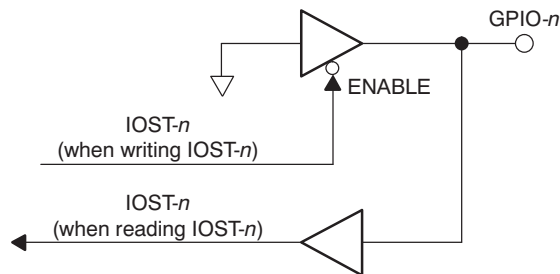 GPIO-n
ENABLE
IOST-n
(when writing IOST-n)
IOST-n
(when reading IOST-n)